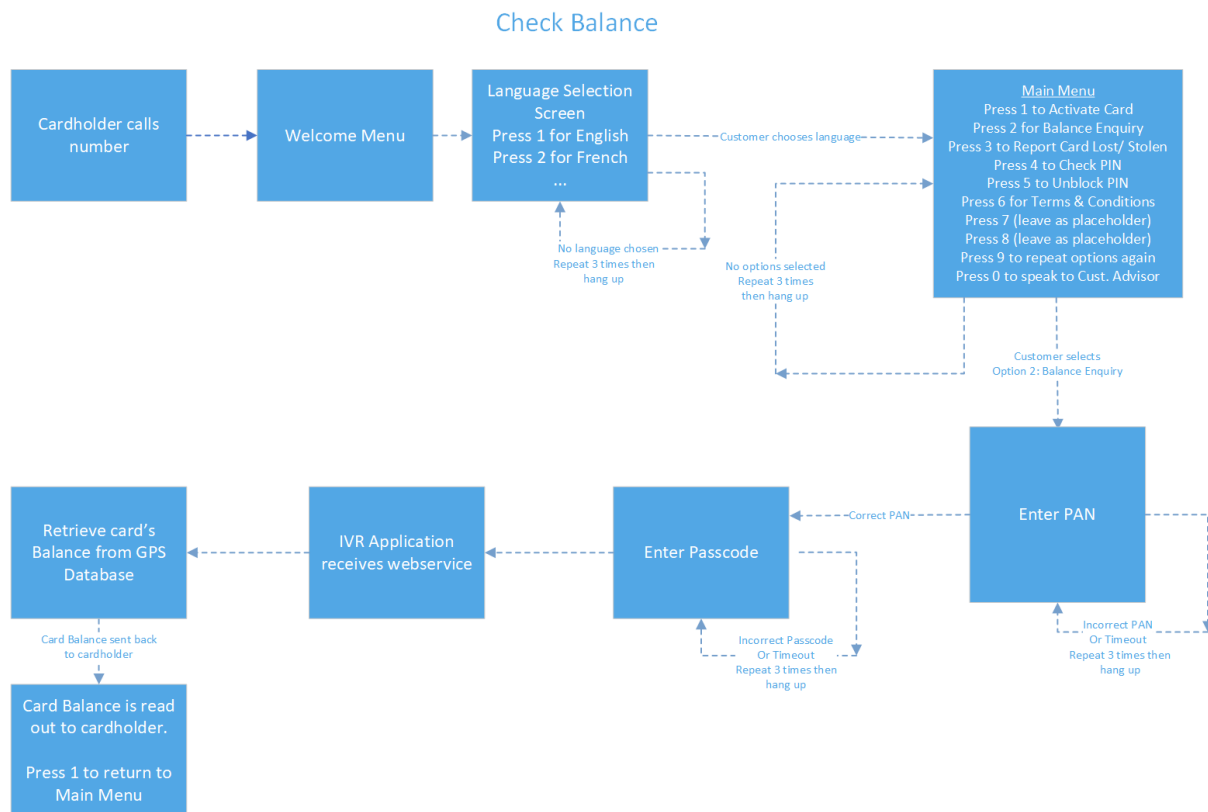 Check Balance
Cardholder calls
number
Welcome Menu
Language Selection
Screen
Press 1 for English
Press 2 for French
...
Customer chooses language
No language chosen
Repeat 3 times then
hang up
Main Menu
Press 1 to Activate Card
Press 2 for Balance Enquiry
Press 3 to Report Card Lost/ Stolen
Press 4 to Check PIN
Press 5 to Unblock PIN
Press 6 for Terms & Conditions
Press 7 (leave as placeholder)
Press 8 (leave as placeholder)
Press 9 to repeat options again
Press 0 to speak to Cust. Advisor
No options selected
Repeat 3 times
then hang up
Customer selects
Option 2: Balance Enquiry
Enter PAN
Incorrect PAN
Or Timeout
Repeat 3 times then
hang up
Correct PAN
Enter Passcode
Incorrect Passcode
Or Timeout
Repeat 3 times then
hang up
IVR Application
receives webservice
Retrieve card’s
Balance from GPS
Database
Card Balance sent back
to cardholder
Card Balance is read
out to cardholder.
Press 1 to return to
Main Menu